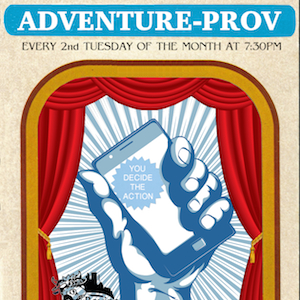 ADVENTURE-PROV
EVERY 2nd TUESDAY OF THE MONTH AT 7:30PM
YOU
DECIDE
THE
ACTION